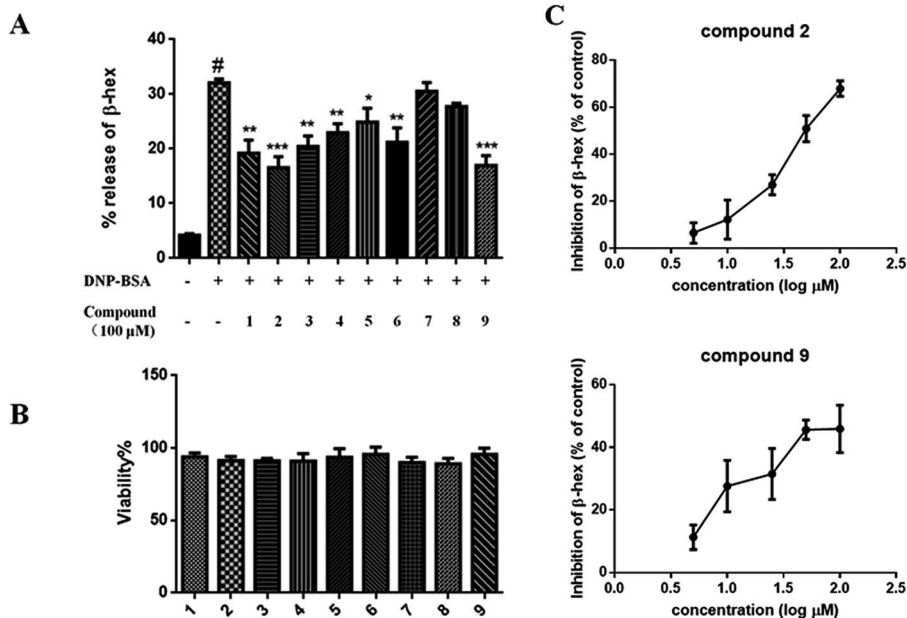 A
% release of β-hex
40
30
20
10
0
#
**
***
**
**
*
**
***
DNP-BSA - + + + + + + + + + +
Compound
(100 μM) - - 1 2 3 4 5 6 7 8 9
B
Viability%
150
100
50
0
1 2 3 4 5 6 7 8 9
C
compound 2
Inhibition of β-hex (% of control)
80
60
40
20
0
0.0 0.5 1.0 1.5 2.0 2.5
concentration (log μM)
compound 9
Inhibition of β-hex (% of control)
60
40
20
0
0.0 0.5 1.0 1.5 2.0 2.5
concentration (log μM)